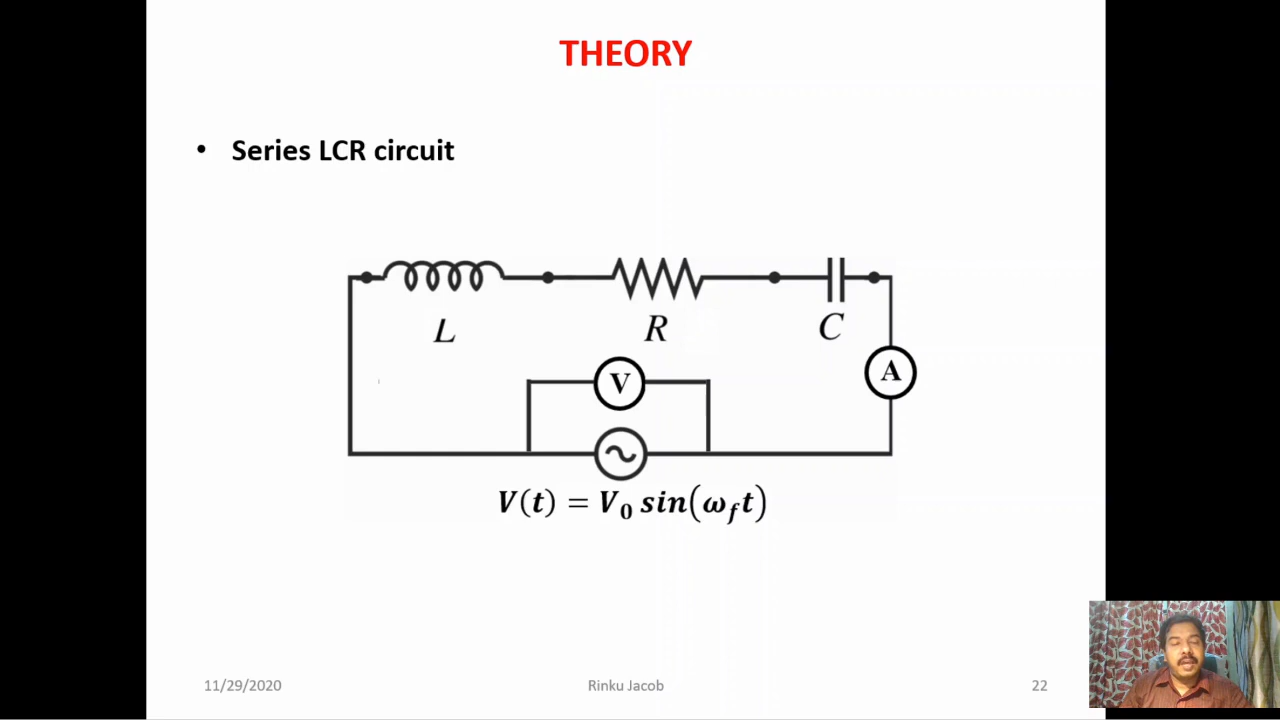 THEORY
• Series LCR circuit
L R C
V
A
V(t) = V₀ sin(ω_f t)
11/29/2020 Rinku Jacob 22